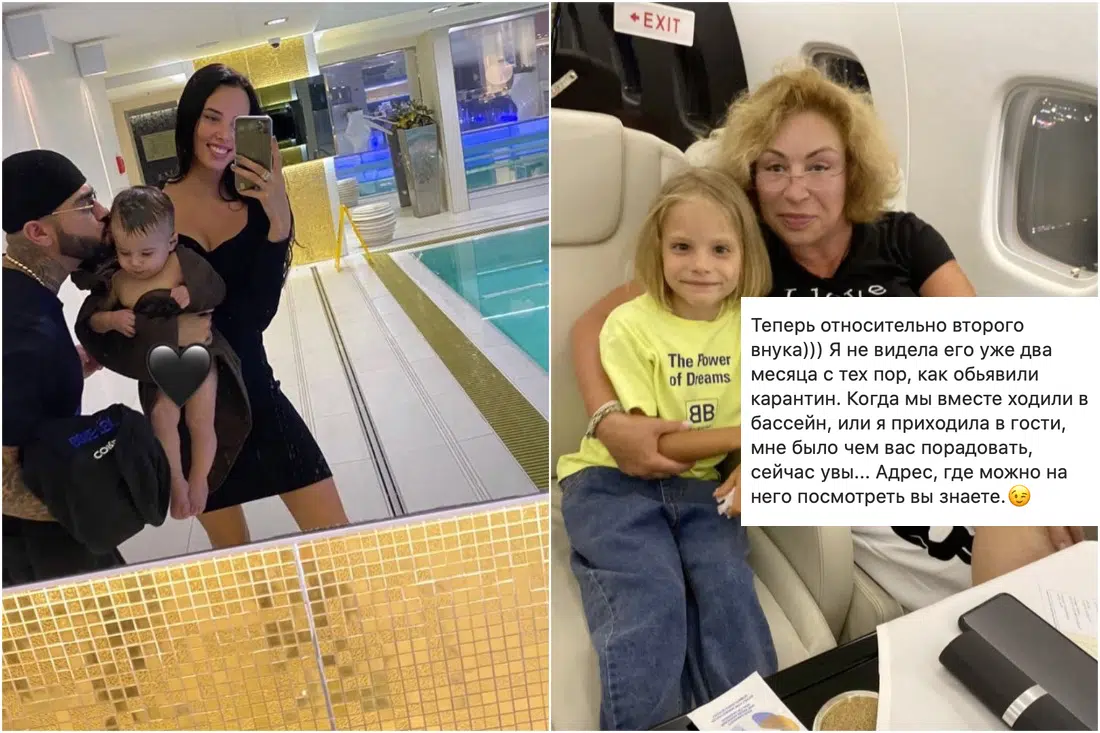 EXIT
The Power
of Dreams
BB
Теперь относительно второго
внука))) Я не видела его уже два
месяца с тех пор, как обьявили
карантин. Когда мы вместе ходили в
бассейн, или я приходила в гости,
мне было чем вас порадовать,
сейчас увы... Адрес, где можно на
него посмотреть вы знаете.😉